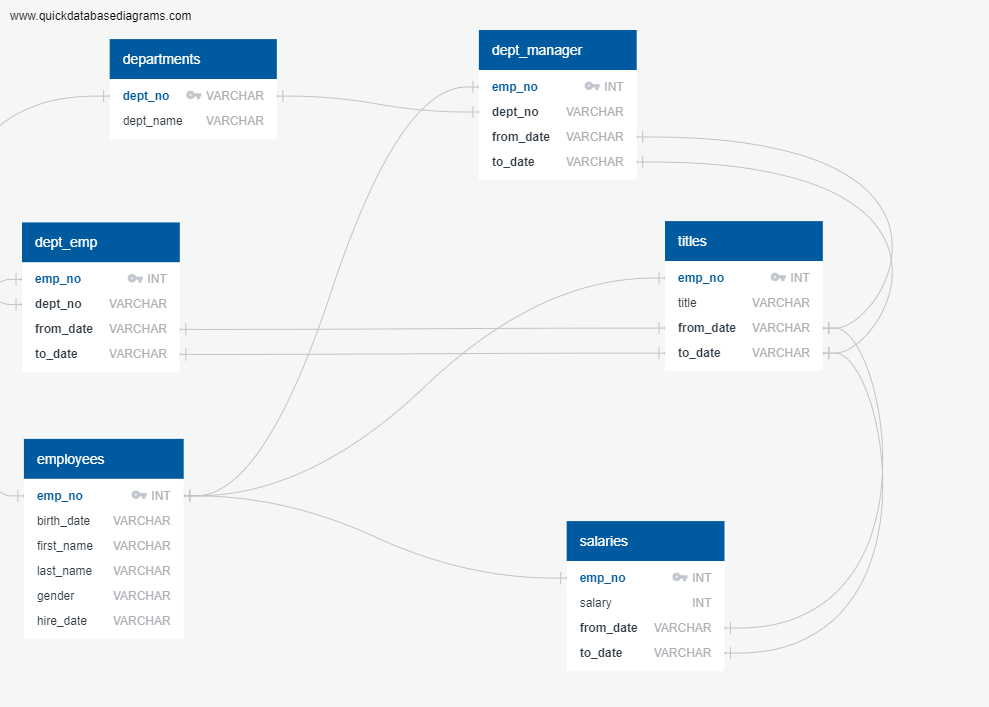 www.quickdatabasediagrams.com
departments
dept_no VARCHAR
dept_name VARCHAR
dept_manager
emp_no INT
dept_no VARCHAR
from_date VARCHAR
to_date VARCHAR
dept_emp
emp_no INT
dept_no VARCHAR
from_date VARCHAR
to_date VARCHAR
titles
emp_no INT
title VARCHAR
from_date VARCHAR
to_date VARCHAR
employees
emp_no INT
birth_date VARCHAR
first_name VARCHAR
last_name VARCHAR
gender VARCHAR
hire_date VARCHAR
salaries
emp_no INT
salary INT
from_date VARCHAR
to_date VARCHAR